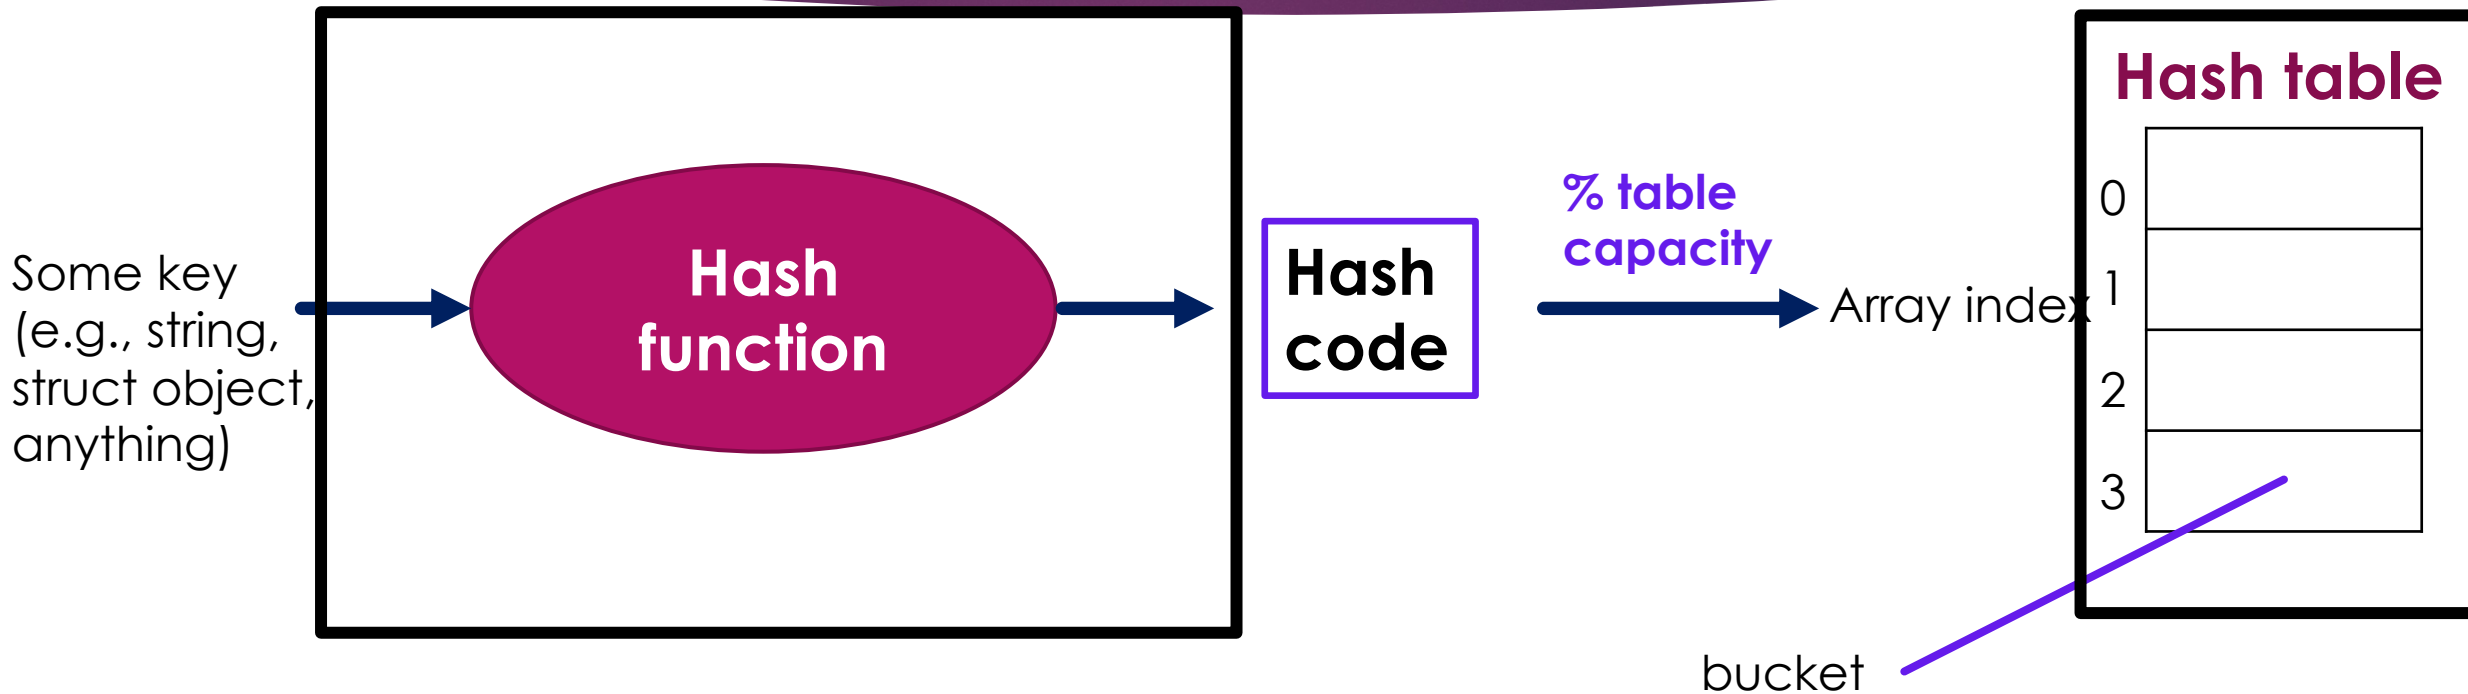 Some key
(e.g., string,
struct object,
anything)
Hash
function
Hash
code
% table
capacity
Array index
Hash table
0
1
2
3
bucket